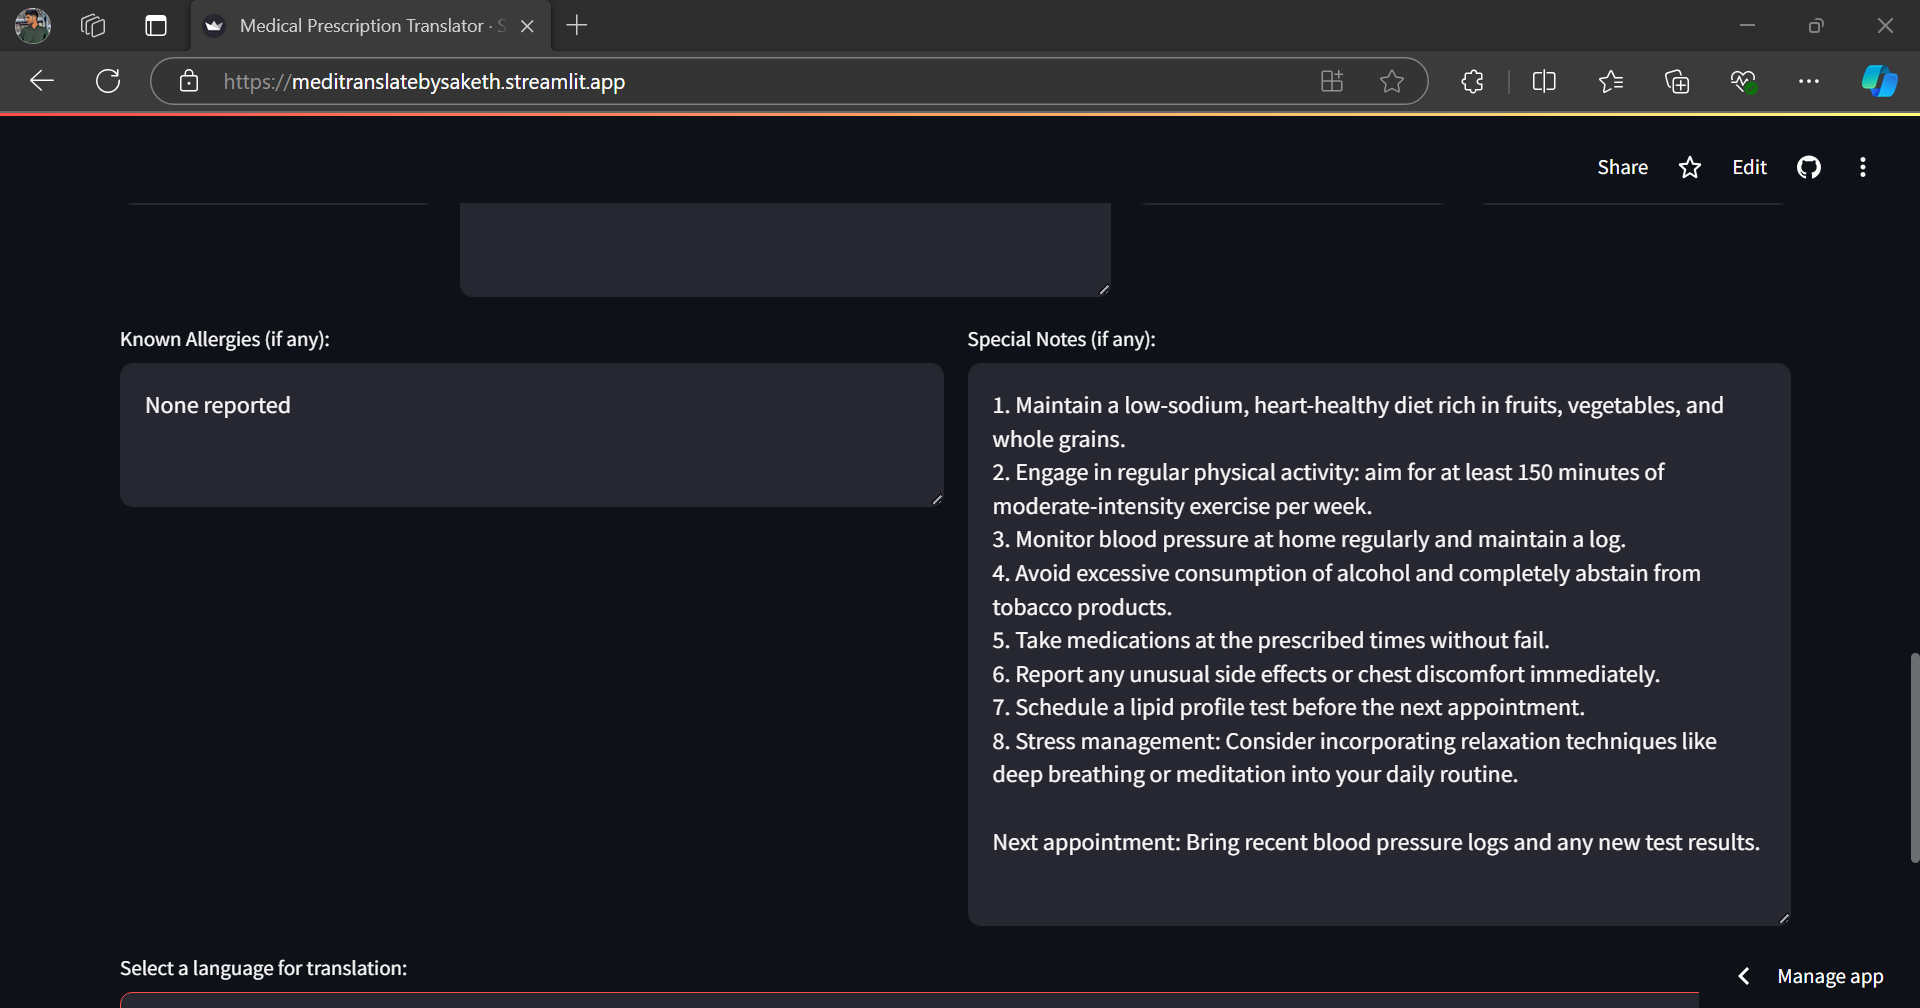 Medical Prescription Translator · S
https://meditranslatebysaketh.streamlit.app
Share
Edit
Known Allergies (if any):
None reported
Special Notes (if any):
1. Maintain a low-sodium, heart-healthy diet rich in fruits, vegetables, and
whole grains.
2. Engage in regular physical activity: aim for at least 150 minutes of
moderate-intensity exercise per week.
3. Monitor blood pressure at home regularly and maintain a log.
4. Avoid excessive consumption of alcohol and completely abstain from
tobacco products.
5. Take medications at the prescribed times without fail.
6. Report any unusual side effects or chest discomfort immediately.
7. Schedule a lipid profile test before the next appointment.
8. Stress management: Consider incorporating relaxation techniques like
deep breathing or meditation into your daily routine.
Next appointment: Bring recent blood pressure logs and any new test results.
Select a language for translation:
Manage app